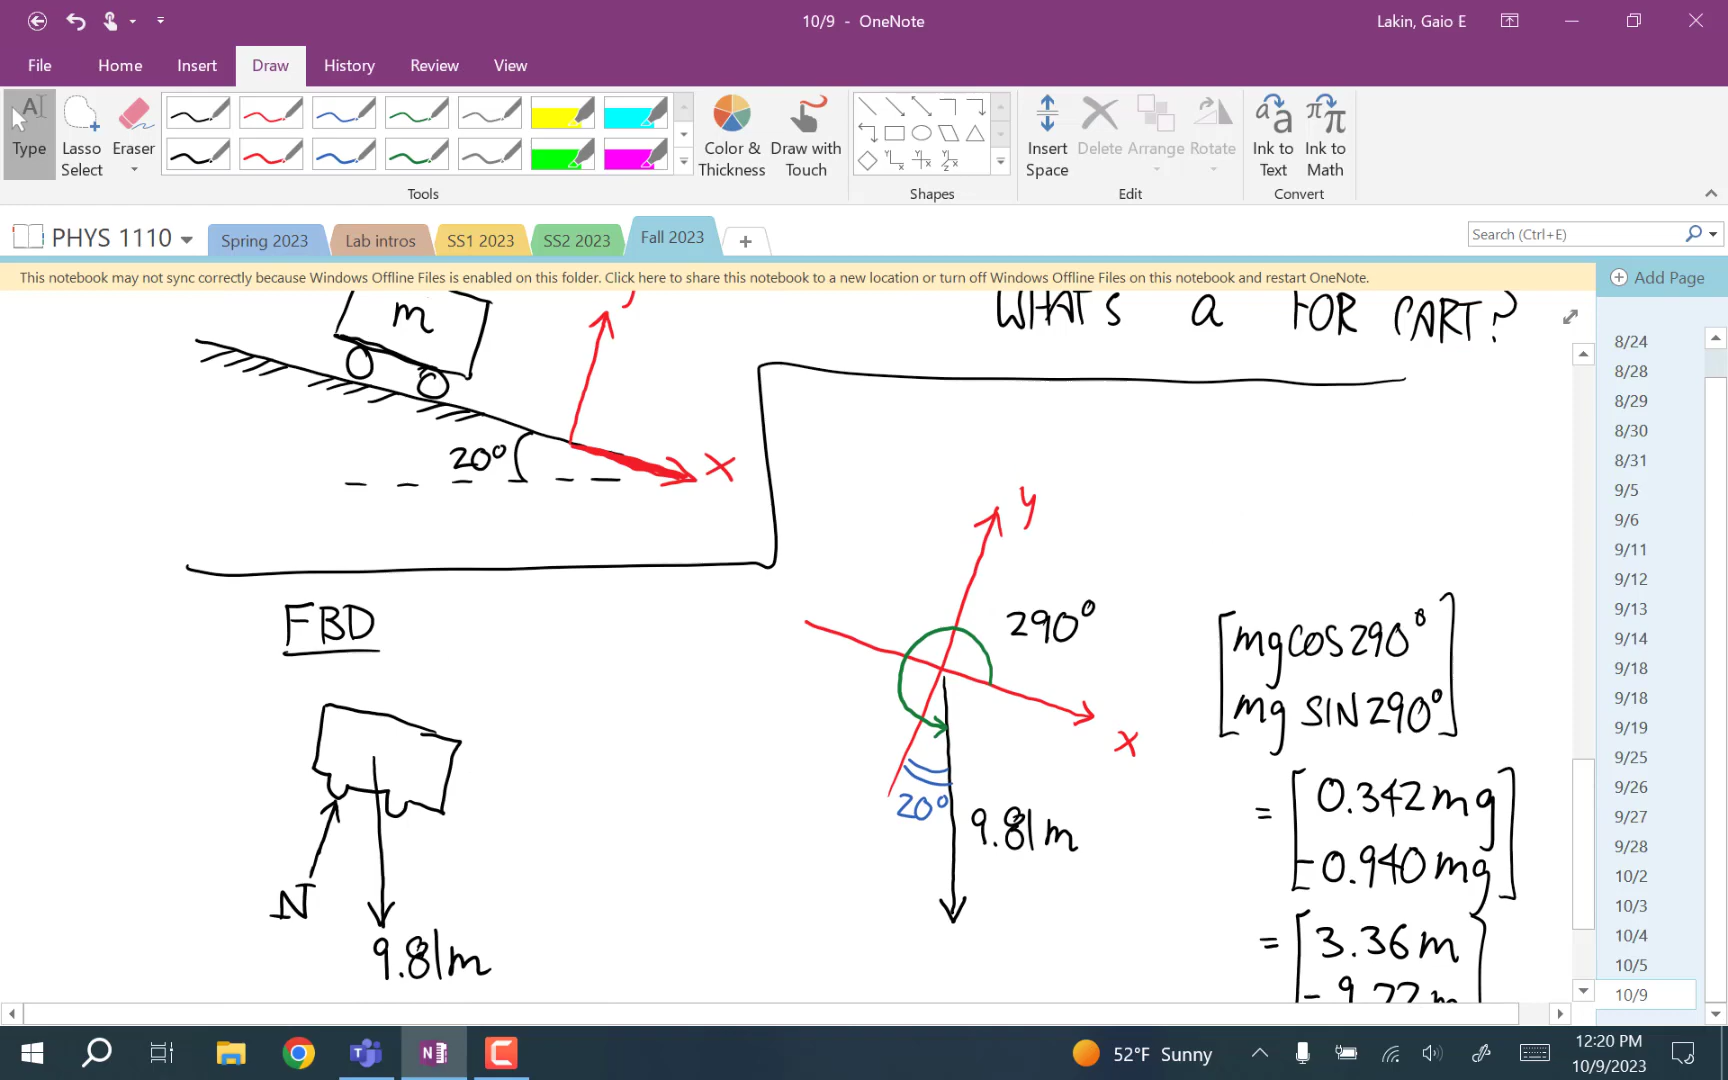 10/9 - OneNote
Lakin, Gaio E
File Home Insert Draw History Review View
Type
Lasso Select
Eraser
Color & Thickness
Draw with Touch
Insert Space
Delete
Arrange
Rotate
Ink to Text
Ink to Math
Tools
Shapes
Edit
Convert
PHYS 1110
Spring 2023
Lab intros
SS1 2023
SS2 2023
Fall 2023
Search (Ctrl+E)
This notebook may not sync correctly because Windows Offline Files is enabled on this folder. Click here to share this notebook to a new location or turn off Windows Offline Files on this notebook and restart OneNote.
Add Page
WHAT'S a FOR CART?
m
20°
x
FBD
N
9.81m
y
290°
x
20°
9.81m
mg COS 290°
mg SIN 290°
= 0.342 mg
-0.940 mg
= 3.36 m
-9.22 m
8/24
8/28
8/29
8/30
8/31
9/5
9/6
9/11
9/12
9/13
9/14
9/18
9/18
9/19
9/25
9/26
9/27
9/28
10/2
10/3
10/4
10/5
10/9
52°F Sunny
12:20 PM
10/9/2023